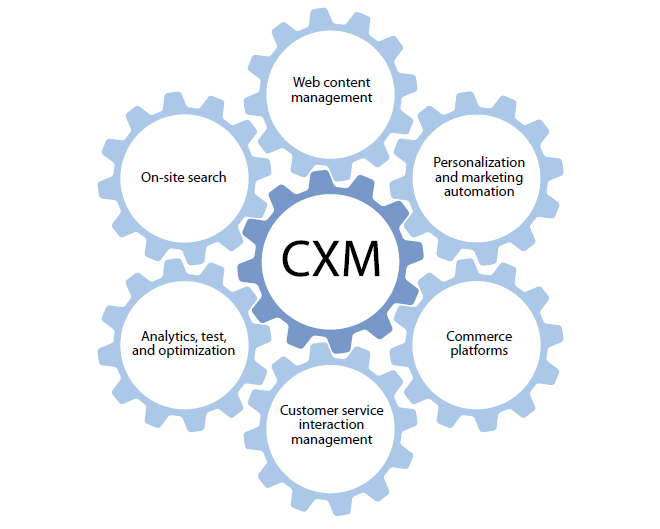 Web content
management
On-site search
Personalization
and marketing
automation
CXM
Analytics, test,
and optimization
Commerce
platforms
Customer service
interaction
management